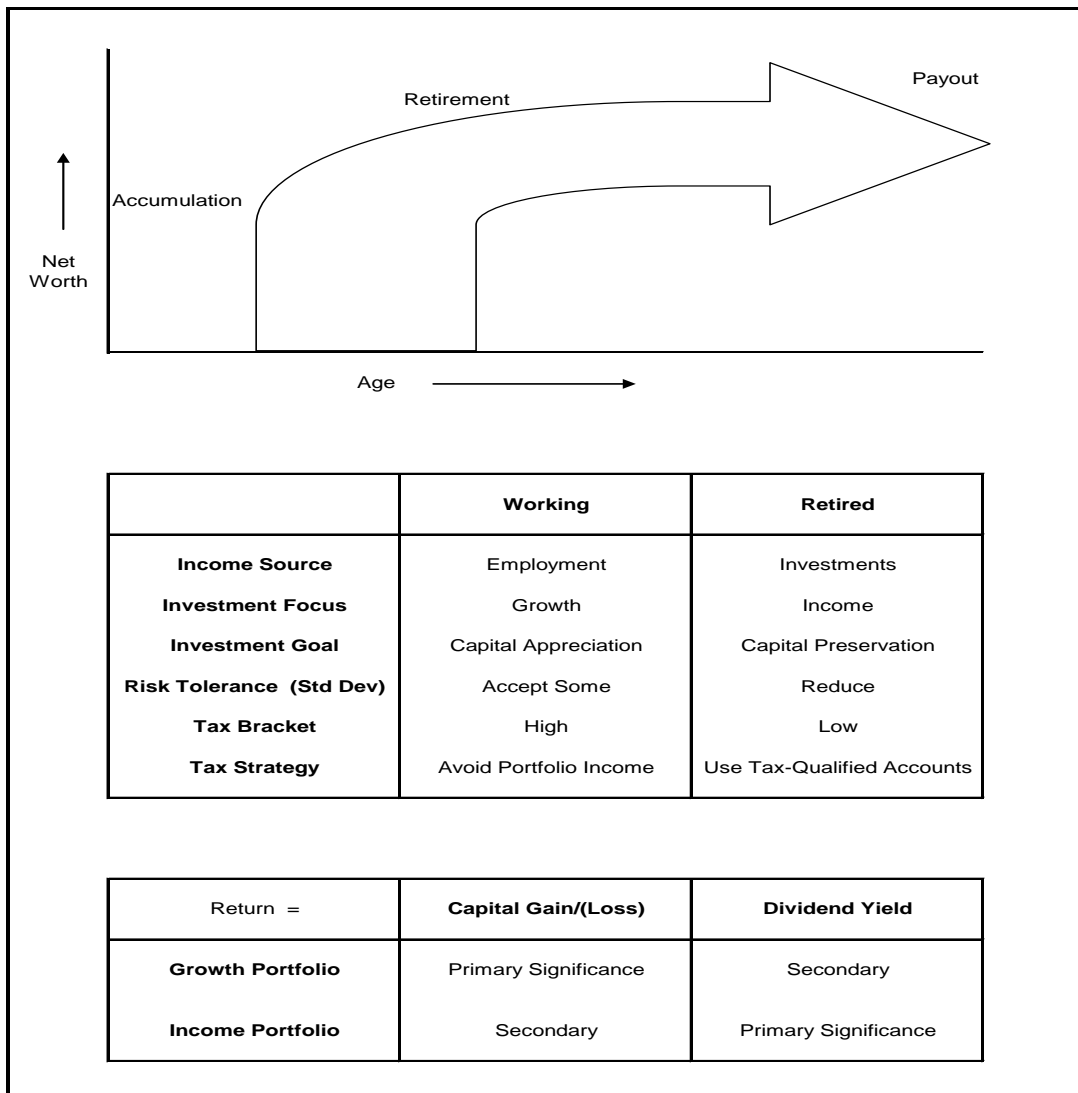 Payout
Retirement
Accumulation
Net
Worth
Age
Working Retired
Income Source Employment Investments
Investment Focus Growth Income
Investment Goal Capital Appreciation Capital Preservation
Risk Tolerance (Std Dev) Accept Some Reduce
Tax Bracket High Low
Tax Strategy Avoid Portfolio Income Use Tax-Qualified Accounts
Return = Capital Gain/(Loss) Dividend Yield
Growth Portfolio Primary Significance Secondary
Income Portfolio Secondary Primary Significance